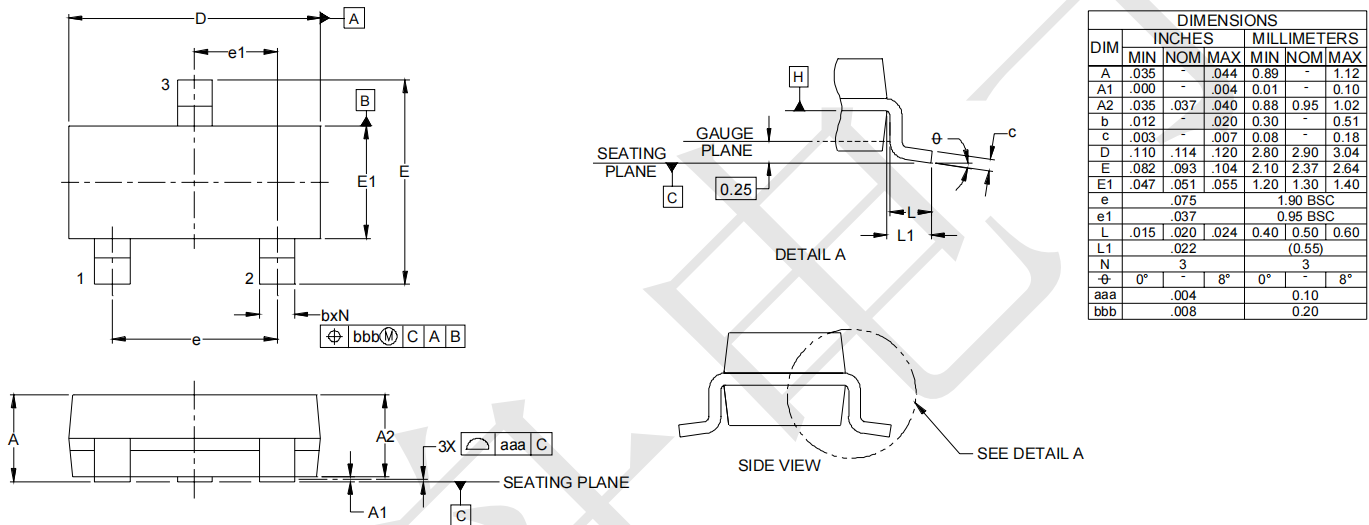 D
A
e1
3
B
E1
E
1
2
bxN
⌖ bbbⓂ C A B
e
A
A2
3X ⌓ aaa C
SEATING PLANE
A1
C
H
GAUGE
PLANE
SEATING
PLANE
C
0.25
θ
c
L
L1
DETAIL A
SIDE VIEW
SEE DETAIL A
DIMENSIONS
DIM INCHES MILLIMETERS
MIN NOM MAX MIN NOM MAX
A .035 - .044 0.89 - 1.12
A1 .000 - .004 0.01 - 0.10
A2 .035 .037 .040 0.88 0.95 1.02
b .012 - .020 0.30 - 0.51
c .003 - .007 0.08 - 0.18
D .110 .114 .120 2.80 2.90 3.04
E .082 .093 .104 2.10 2.37 2.64
E1 .047 .051 .055 1.20 1.30 1.40
e .075 1.90 BSC
e1 .037 0.95 BSC
L .015 .020 .024 0.40 0.50 0.60
L1 .022 (0.55)
N 3 3
θ 0° - 8° 0° - 8°
aaa .004 0.10
bbb .008 0.20